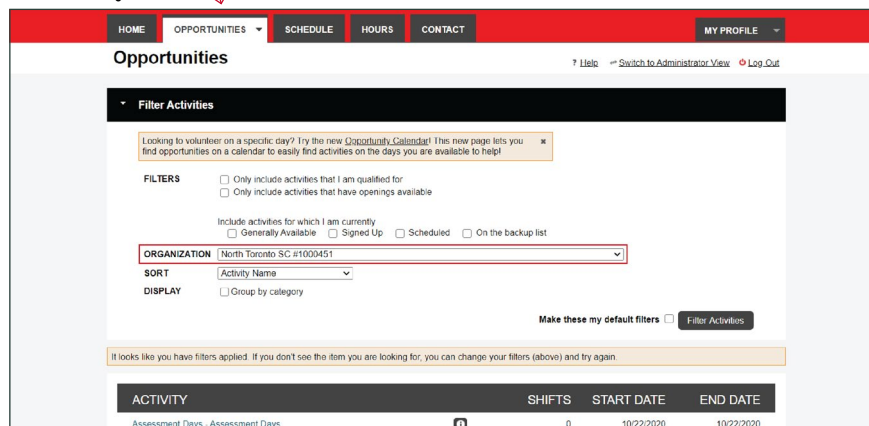 HOME OPPORTUNITIES SCHEDULE HOURS CONTACT MY PROFILE
Opportunities
? Help Switch to Administrator View Log Out
Filter Activities
Looking to volunteer on a specific day? Try the new Opportunity Calendar! This new page lets you
find opportunities on a calendar to easily find activities on the days you are available to help!
FILTERS
Only include activities that I am qualified for
Only include activities that have openings available
Include activities for which I am currently
Generally Available Signed Up Scheduled On the backup list
ORGANIZATION North Toronto SC #1000451
SORT Activity Name
DISPLAY Group by category
Make these my default filters Filter Activities
It looks like you have filters applied. If you don't see the item you are looking for, you can change your filters (above) and try again.
ACTIVITY SHIFTS START DATE END DATE
Assessment Days - Assessment Days 0 10/22/2020 10/22/2020